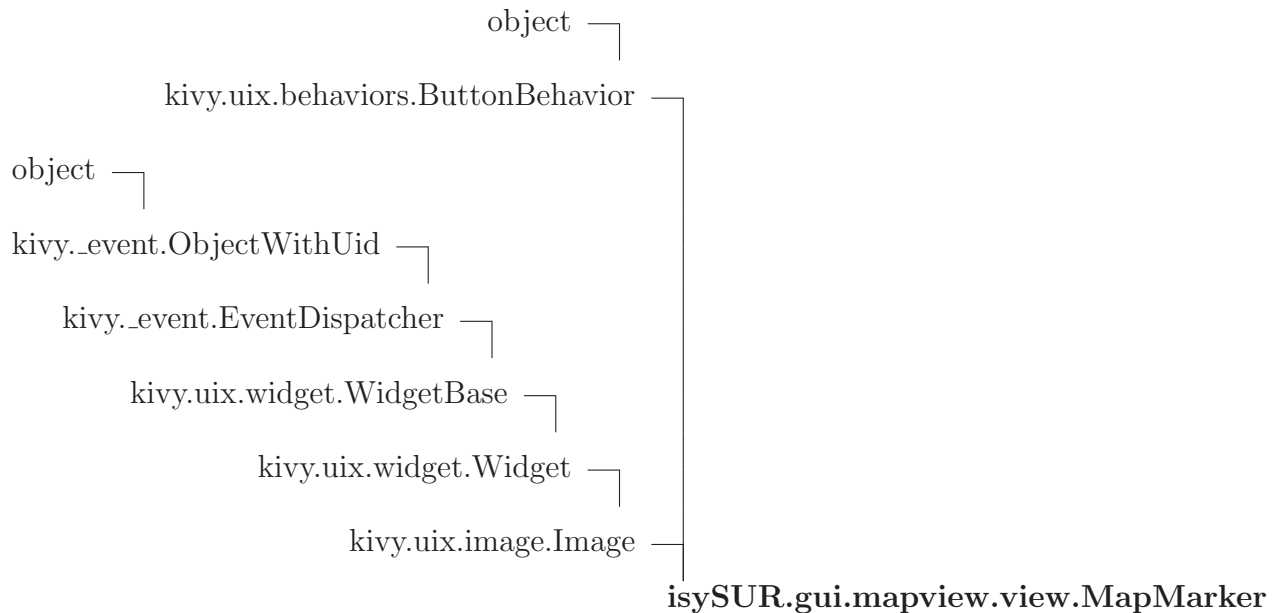 object
kivy.uix.behaviors.ButtonBehavior
object
kivy._event.ObjectWithUid
kivy._event.EventDispatcher
kivy.uix.widget.WidgetBase
kivy.uix.widget.Widget
kivy.uix.image.Image
isySUR.gui.mapview.view.MapMarker